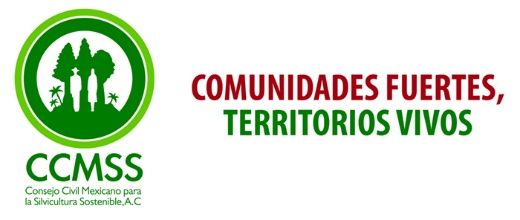 CCMSS
Consejo Civil Mexicano para
la Silvicultura Sostenible, A.C
COMUNIDADES FUERTES,
TERRITORIOS VIVOS